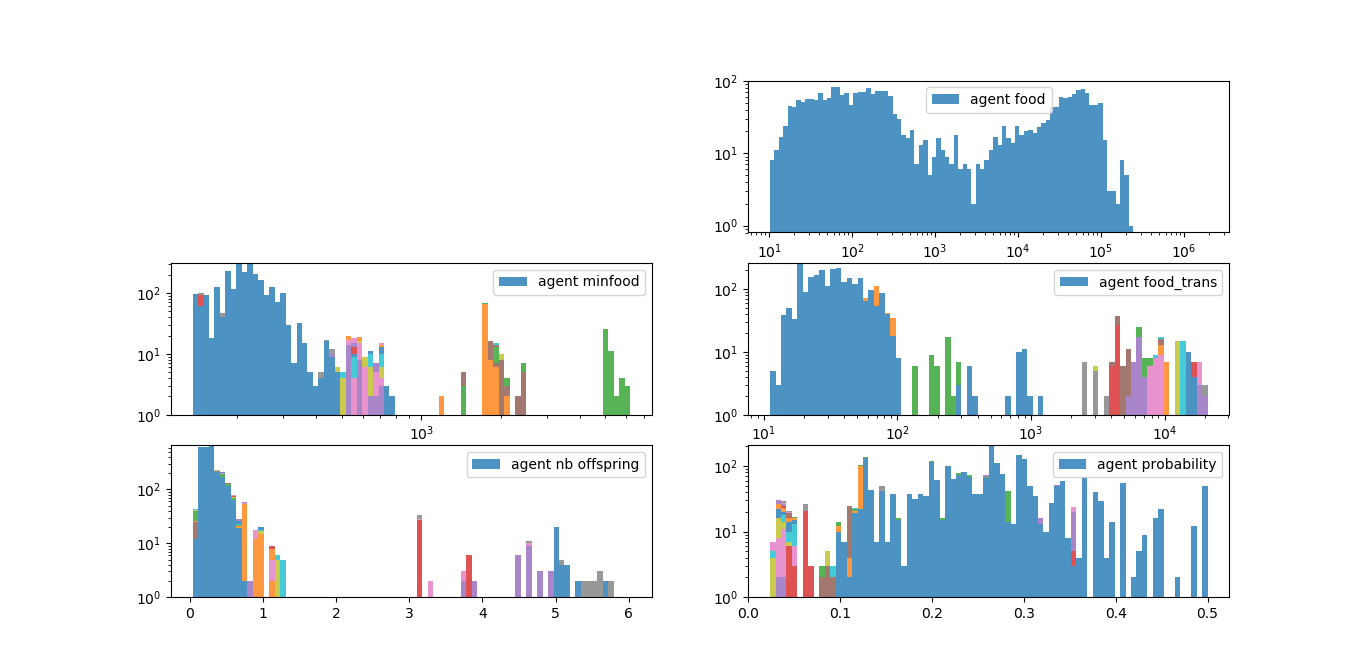 10²
10¹
10⁰
agent food
10¹ 10² 10³ 10⁴ 10⁵ 10⁶
10²
10¹
10⁰
agent minfood
10³
10²
10¹
10⁰
agent food_trans
10¹ 10² 10³ 10⁴
10²
10¹
10⁰
agent nb offspring
0 1 2 3 4 5 6
10²
10¹
10⁰
agent probability
0.0 0.1 0.2 0.3 0.4 0.5